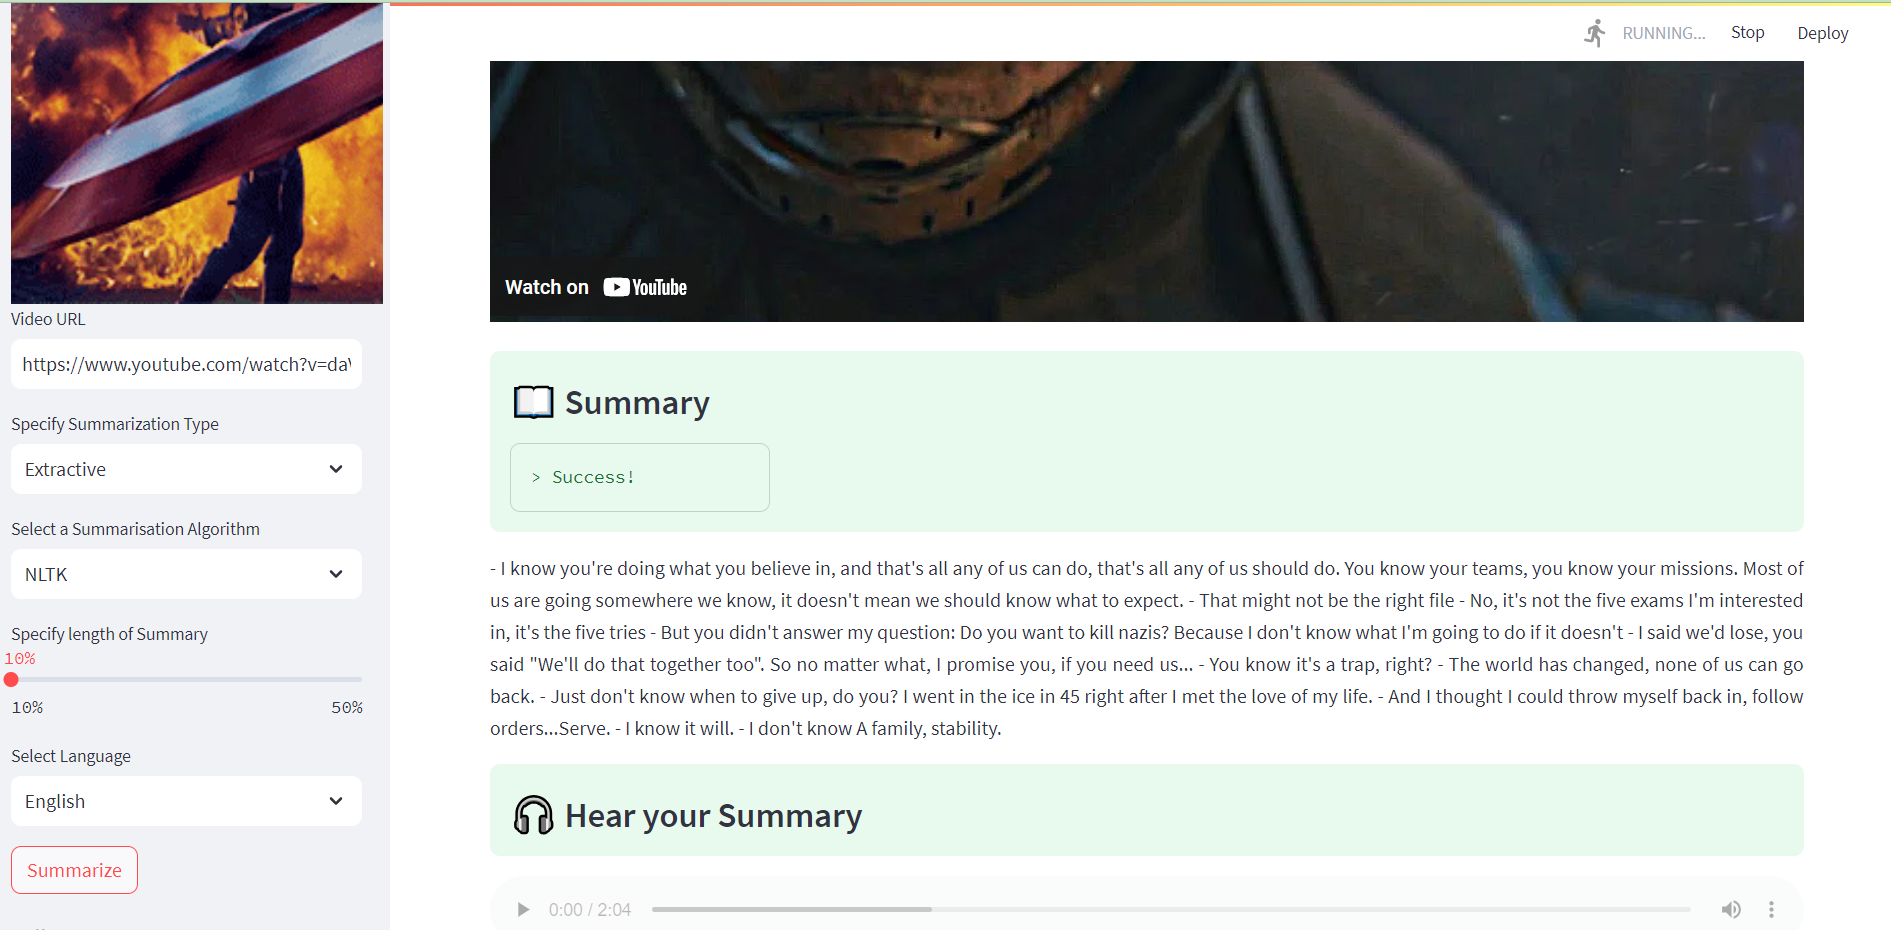 RUNNING...
Stop
Deploy
Watch on YouTube
Video URL
https://www.youtube.com/watch?v=da
Specify Summarization Type
Extractive
Select a Summarisation Algorithm
NLTK
Specify length of Summary
10%
10%
50%
Select Language
English
Summarize
Summary
> Success!
- I know you're doing what you believe in, and that's all any of us can do, that's all any of us should do. You know your teams, you know your missions. Most of
us are going somewhere we know, it doesn't mean we should know what to expect. - That might not be the right file - No, it's not the five exams I'm interested
in, it's the five tries - But you didn't answer my question: Do you want to kill nazis? Because I don't know what I'm going to do if it doesn't - I said we'd lose, you
said "We'll do that together too". So no matter what, I promise you, if you need us... - You know it's a trap, right? - The world has changed, none of us can go
back. - Just don't know when to give up, do you? I went in the ice in 45 right after I met the love of my life. - And I thought I could throw myself back in, follow
orders...Serve. - I know it will. - I don't know A family, stability.
Hear your Summary
0:00 / 2:04